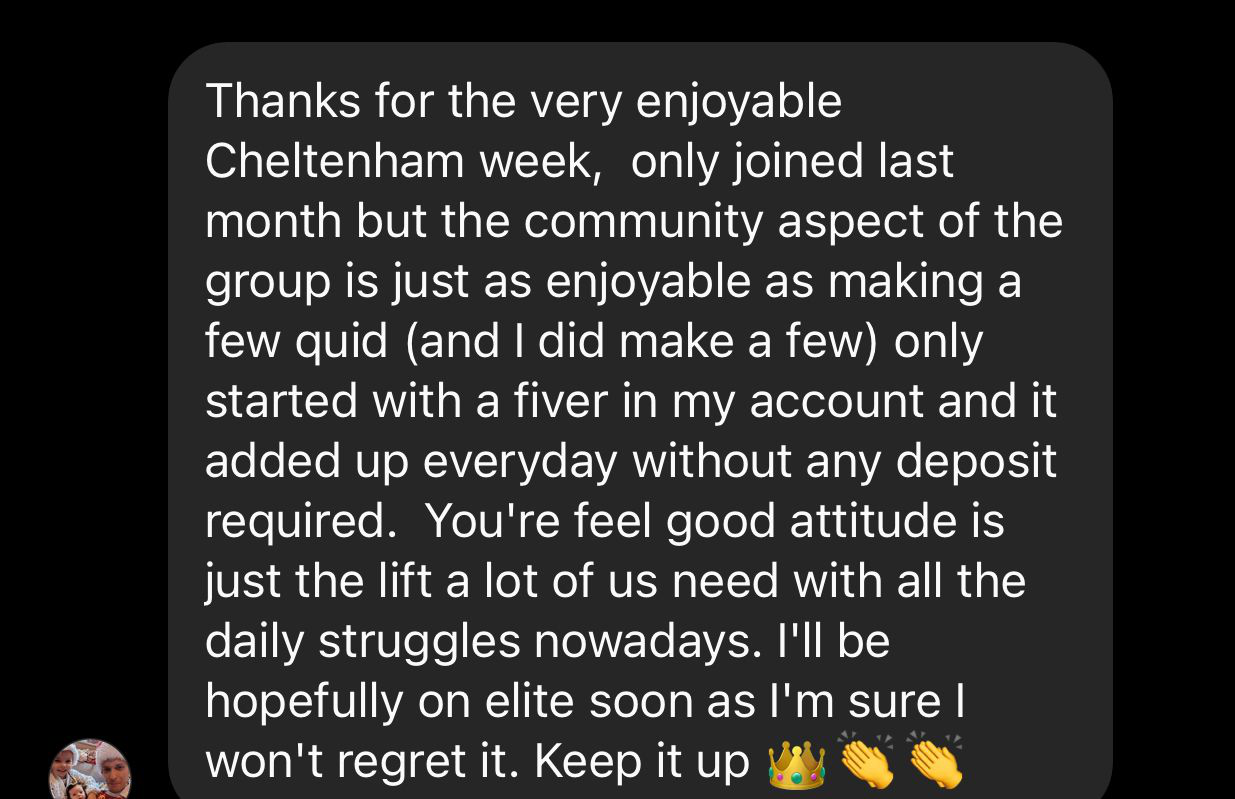 Thanks for the very enjoyable
Cheltenham week,  only joined last
month but the community aspect of the
group is just as enjoyable as making a
few quid (and I did make a few) only
started with a fiver in my account and it
added up everyday without any deposit
required.  You're feel good attitude is
just the lift a lot of us need with all the
daily struggles nowadays. I'll be
hopefully on elite soon as I'm sure I
won't regret it. Keep it up 👑👏👏